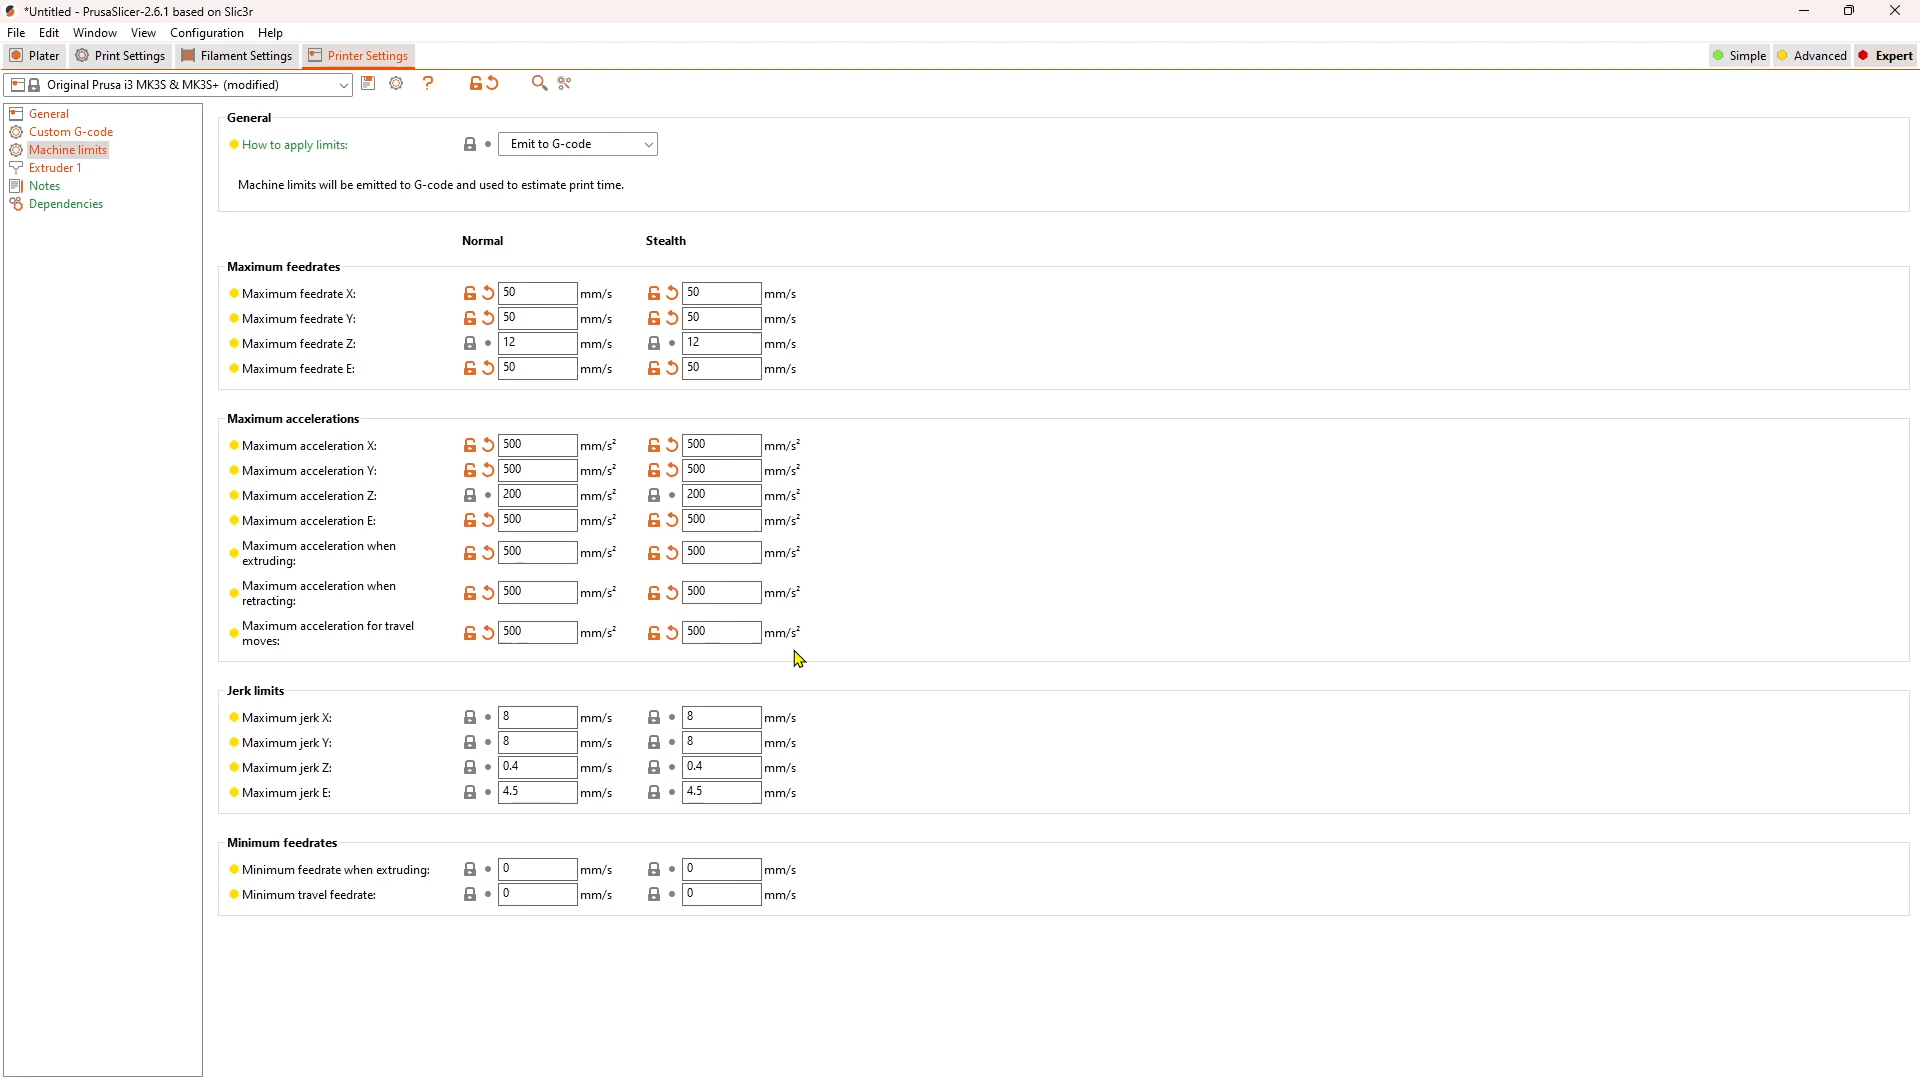 *Untitled - PrusaSlicer-2.6.1 based on Slic3r
File Edit Window View Configuration Help
Plater Print Settings Filament Settings Printer Settings Simple Advanced Expert
Original Prusa i3 MK3S & MK3S+ (modified) ?
General
Custom G-code
Machine limits
Extruder 1
Notes
Dependencies
General
How to apply limits: Emit to G-code
Machine limits will be emitted to G-code and used to estimate print time.
Normal Stealth
Maximum feedrates
Maximum feedrate X: 50 mm/s 50 mm/s
Maximum feedrate Y: 50 mm/s 50 mm/s
Maximum feedrate Z: 12 mm/s 12 mm/s
Maximum feedrate E: 50 mm/s 50 mm/s
Maximum accelerations
Maximum acceleration X: 500 mm/s² 500 mm/s²
Maximum acceleration Y: 500 mm/s² 500 mm/s²
Maximum acceleration Z: 200 mm/s² 200 mm/s²
Maximum acceleration E: 500 mm/s² 500 mm/s²
Maximum acceleration when
extruding: 500 mm/s² 500 mm/s²
Maximum acceleration when
retracting: 500 mm/s² 500 mm/s²
Maximum acceleration for travel
moves: 500 mm/s² 500 mm/s²
Jerk limits
Maximum jerk X: 8 mm/s 8 mm/s
Maximum jerk Y: 8 mm/s 8 mm/s
Maximum jerk Z: 0.4 mm/s 0.4 mm/s
Maximum jerk E: 4.5 mm/s 4.5 mm/s
Minimum feedrates
Minimum feedrate when extruding: 0 mm/s 0 mm/s
Minimum travel feedrate: 0 mm/s 0 mm/s